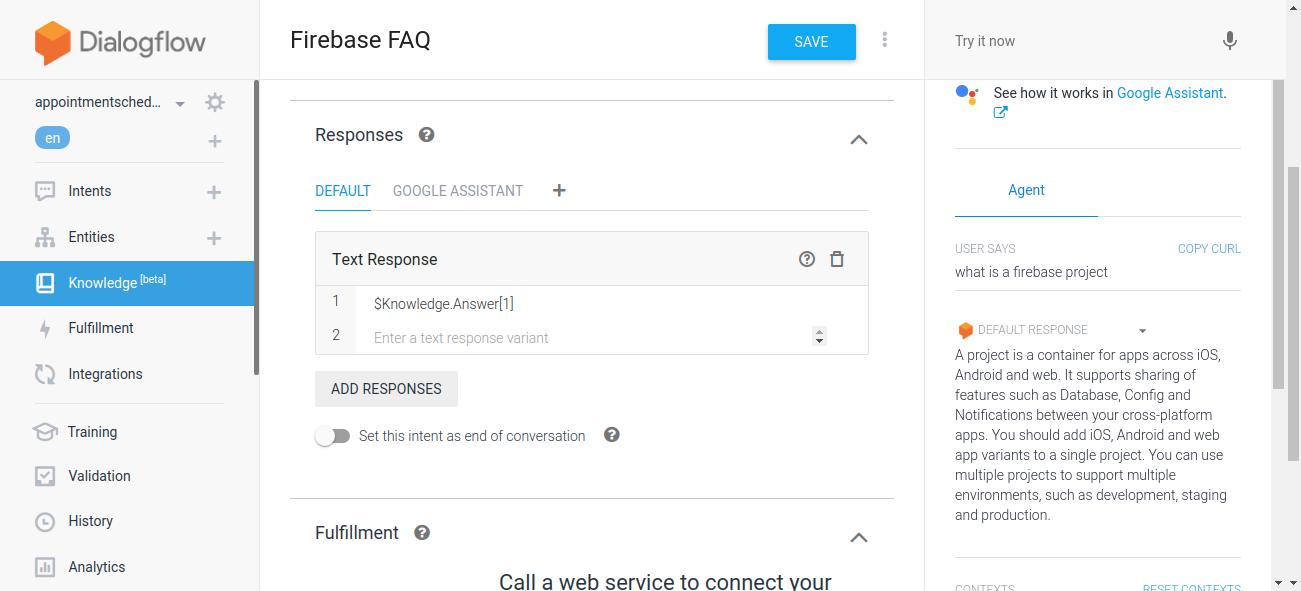 Dialogflow
appointmentsched...
en
Intents
Entities
Knowledge [beta]
Fulfillment
Integrations
Training
Validation
History
Analytics
Firebase FAQ
SAVE
Responses
DEFAULT GOOGLE ASSISTANT
Text Response
1 $Knowledge.Answer[1]
2 Enter a text response variant
ADD RESPONSES
Set this intent as end of conversation
Fulfillment
Call a web service to connect your
Try it now
See how it works in Google Assistant.
Agent
USER SAYS COPY CURL
what is a firebase project
DEFAULT RESPONSE
A project is a container for apps across iOS,
Android and web. It supports sharing of
features such as Database, Config and
Notifications between your cross-platform
apps. You should add iOS, Android and web
app variants to a single project. You can use
multiple projects to support multiple
environments, such as development, staging
and production.
CONTEXTS RESET CONTEXTS